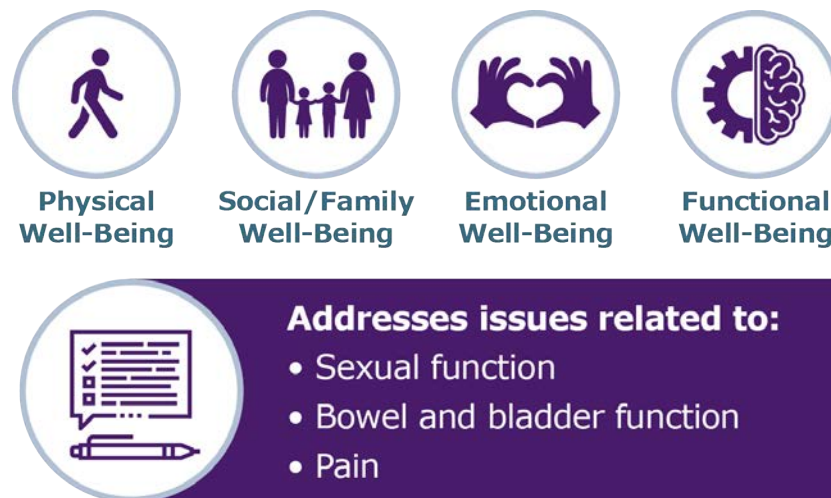 Physical
Well-Being
Social/Family
Well-Being
Emotional
Well-Being
Functional
Well-Being
Addresses issues related to:
• Sexual function
• Bowel and bladder function
• Pain